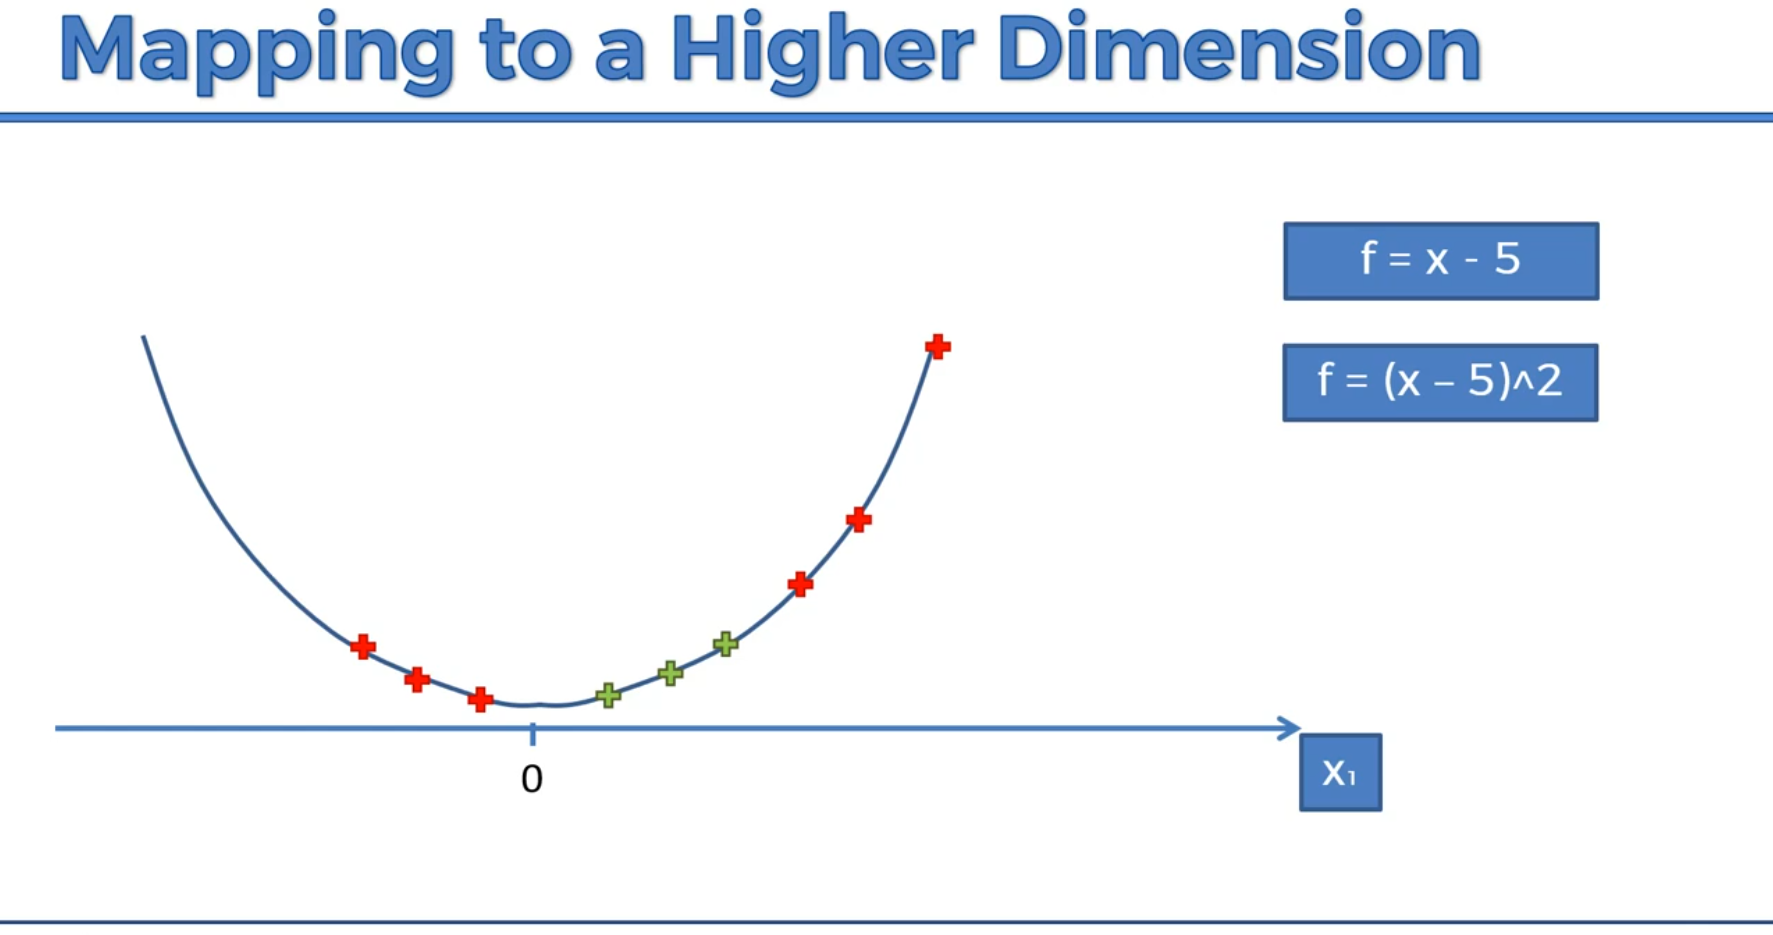 Mapping to a Higher Dimension
f = x - 5
f = (x – 5)^2
0
x₁